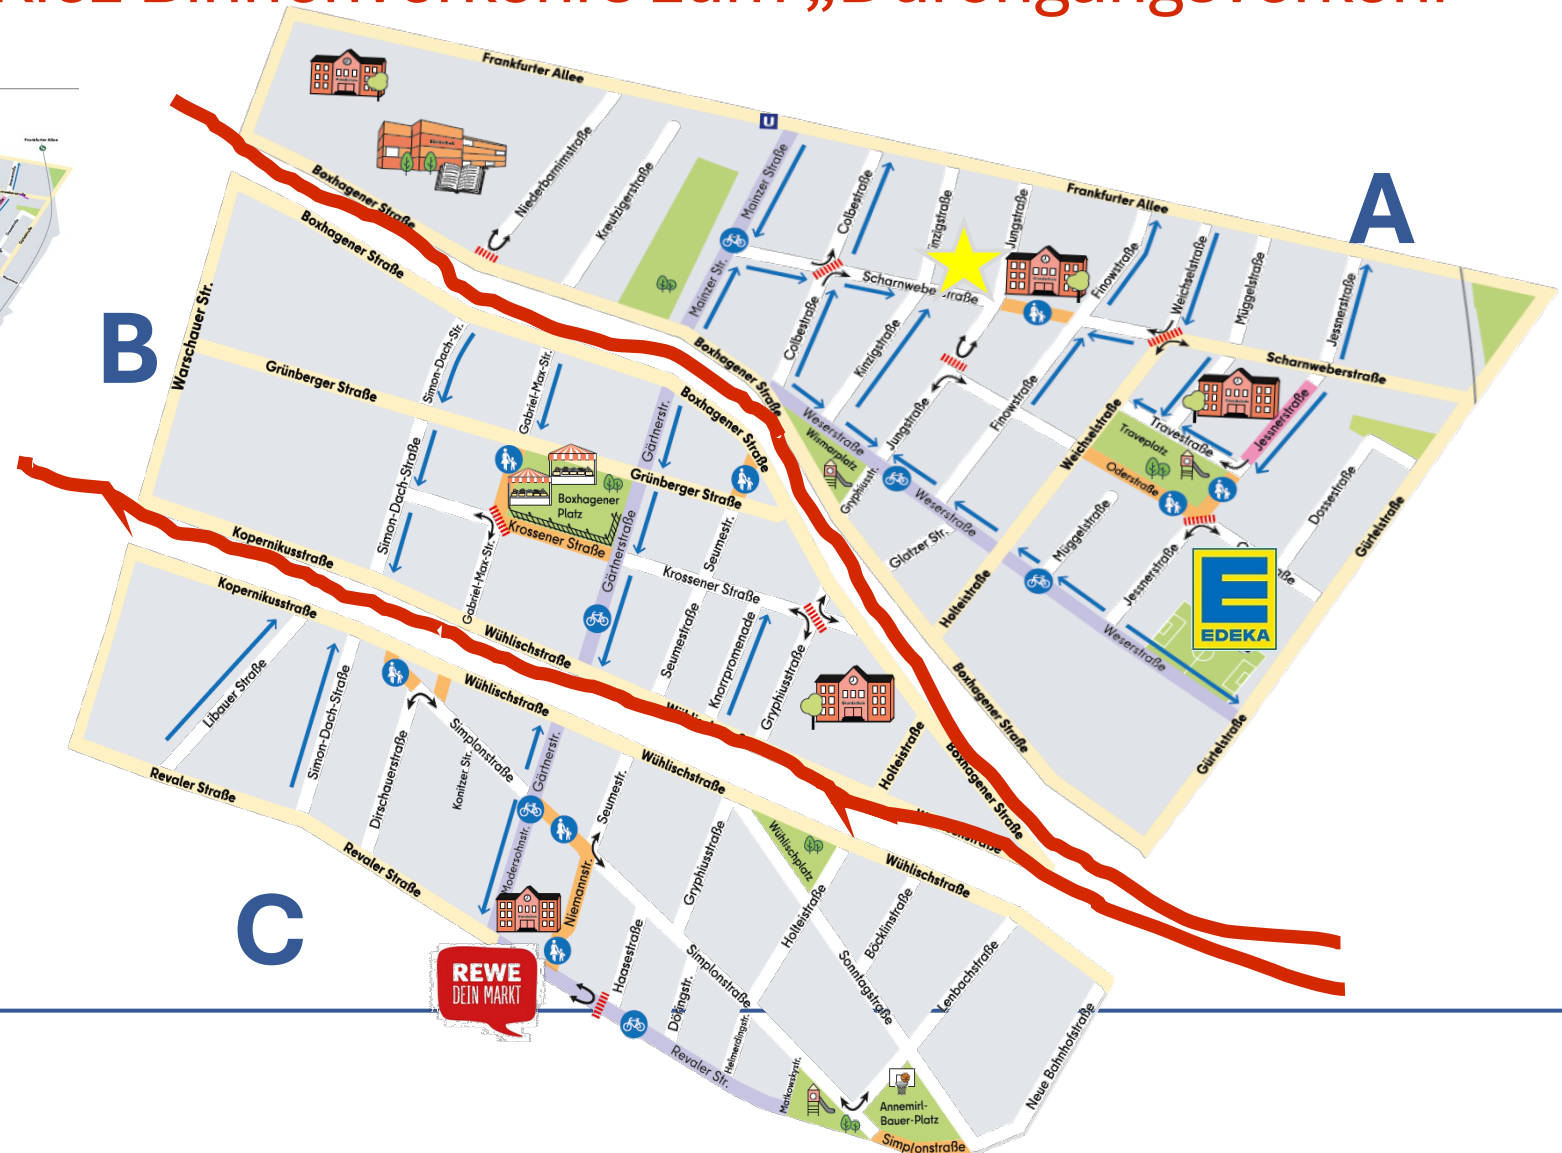 Frankfurter Allee
Frankfurter Allee
U
A
Boxhagener Straße
Boxhagener Straße
Niederbarnimstraße
Kreutzigerstraße
Mainzer Straße
Mainzer Str.
Colbestraße
Colbestraße
Jungstraße
Jungstraße
Kinzigstraße
Finowstraße
Finowstraße
Weichselstraße
Weichselstraße
Müggelstraße
Müggelstraße
Jessnerstraße
Jessnerstraße
Jessnerstraße
Scharnweberstraße
Travestraße
Traveplatz
Oderstraße
Dossestraße
Gürtelstraße
Gürtelstraße
Boxhagener Straße
Weserstraße
Weserstraße
Weserstraße
Wismarplatz
Gryphiusstr.
Glatzer Str.
Holteistraße
EDEKA
B
Warschauer Str.
Grünberger Straße
Grünberger Straße
Simon-Dach-Str.
Simon-Dach-Straße
Gabriel-Max-Str.
Gabriel-Max-Str.
Gärtnerstr.
Gärtnerstraße
Boxhagener Straße
Boxhagener
Platz
Krossener Straße
Krossener Straße
Seumestr.
Seumestraße
Knorrpromenade
Gryphiusstraße
Holteistraße
Boxhagener Straße
Boxhagener Straße
Kopernikusstraße
Kopernikusstraße
Wühlischstraße
Wühlischstraße
Wühlischstraße
Wühlischstraße
C
Libauer Straße
Simon-Dach-Straße
Revaler Straße
Revaler Straße
Dirschauerstraße
Konitzer Str.
Simplonstraße
Gärtnerstr.
Modersohnstr.
Niemannstr.
Seumestr.
Gryphiusstraße
Wühlischplatz
Holteistraße
Böcklinstraße
Sonntagstraße
Lenbachstraße
Haasestraße
Simplonstraße
Döringstr.
Helmerdingstr.
Revaler Str.
Matkowskystr.
Neue Bahnhofstraße
Annemirl-
Bauer-Platz
Simplonstraße
REWE
DEIN MARKT